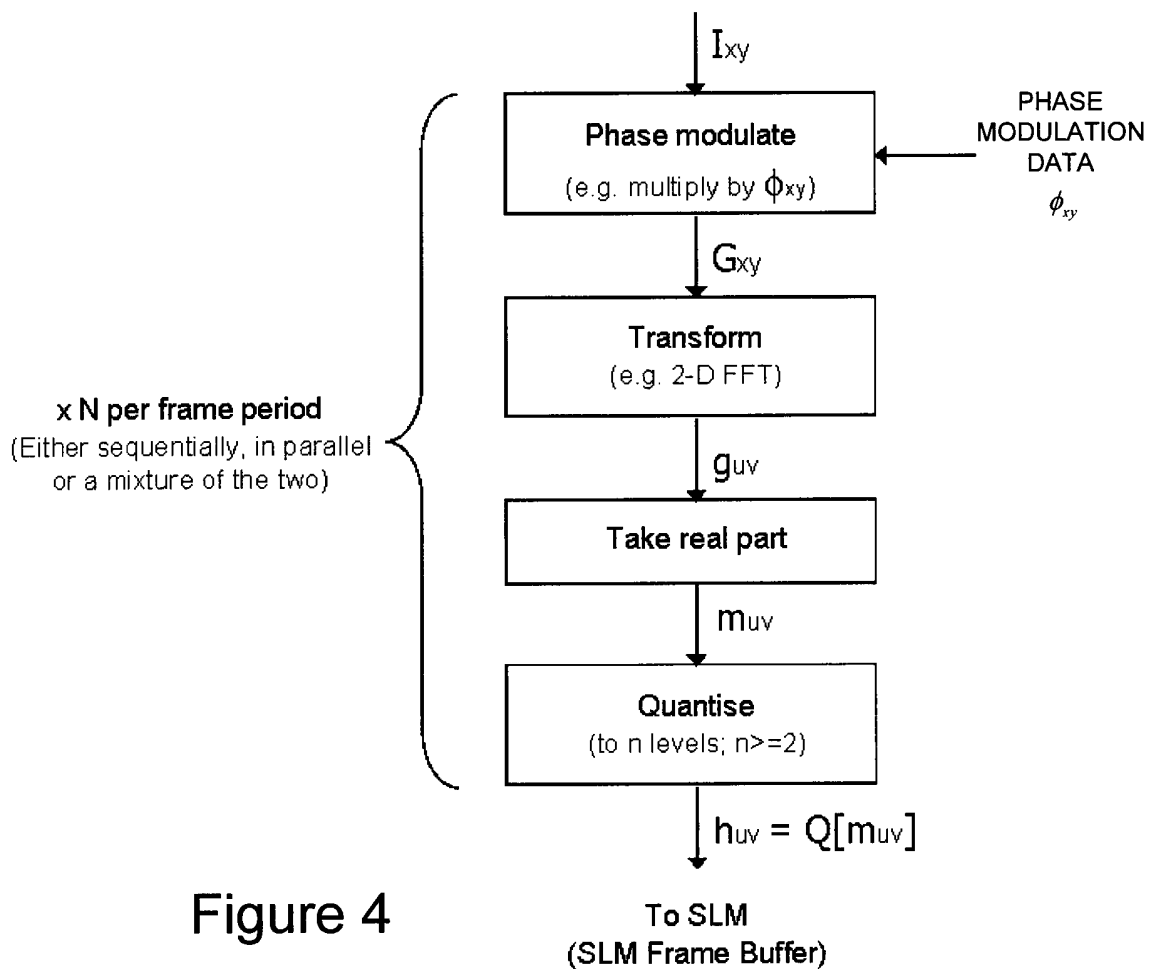 Ixy
Phase modulate
(e.g. multiply by ϕxy)
PHASE
MODULATION
DATA
ϕxy
Gxy
Transform
(e.g. 2-D FFT)
x N per frame period
(Either sequentially, in parallel
or a mixture of the two)
guv
Take real part
muv
Quantise
(to n levels; n>=2)
huv = Q[muv]
Figure 4
To SLM
(SLM Frame Buffer)